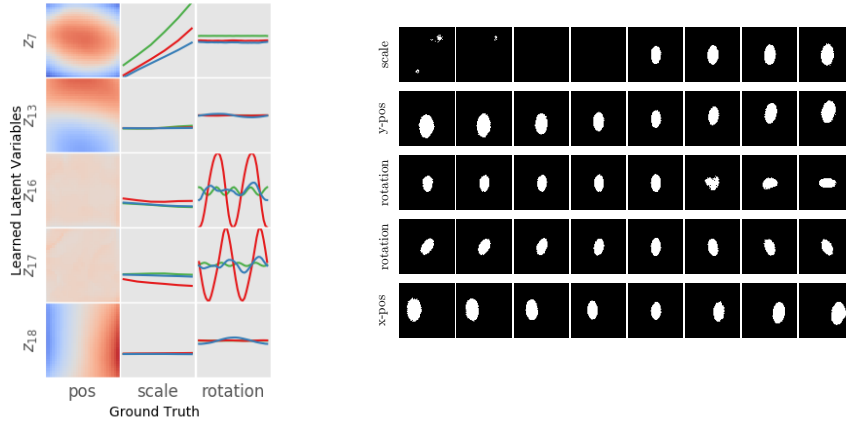 Learned Latent Variables
Z7
Z13
Z16
Z17
Z18
pos scale rotation
Ground Truth
scale
y-pos
rotation
rotation
x-pos